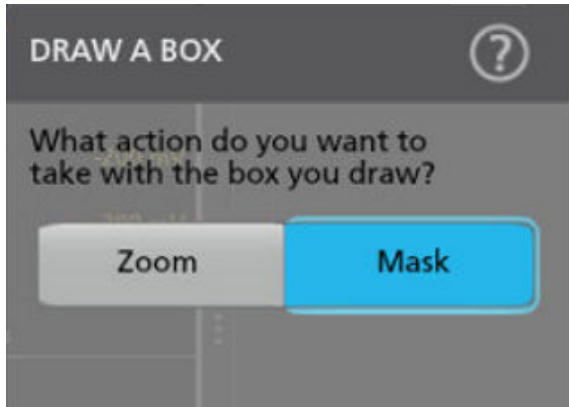 DRAW A BOX
?
What action do you want to
take with the box you draw?
Zoom
Mask